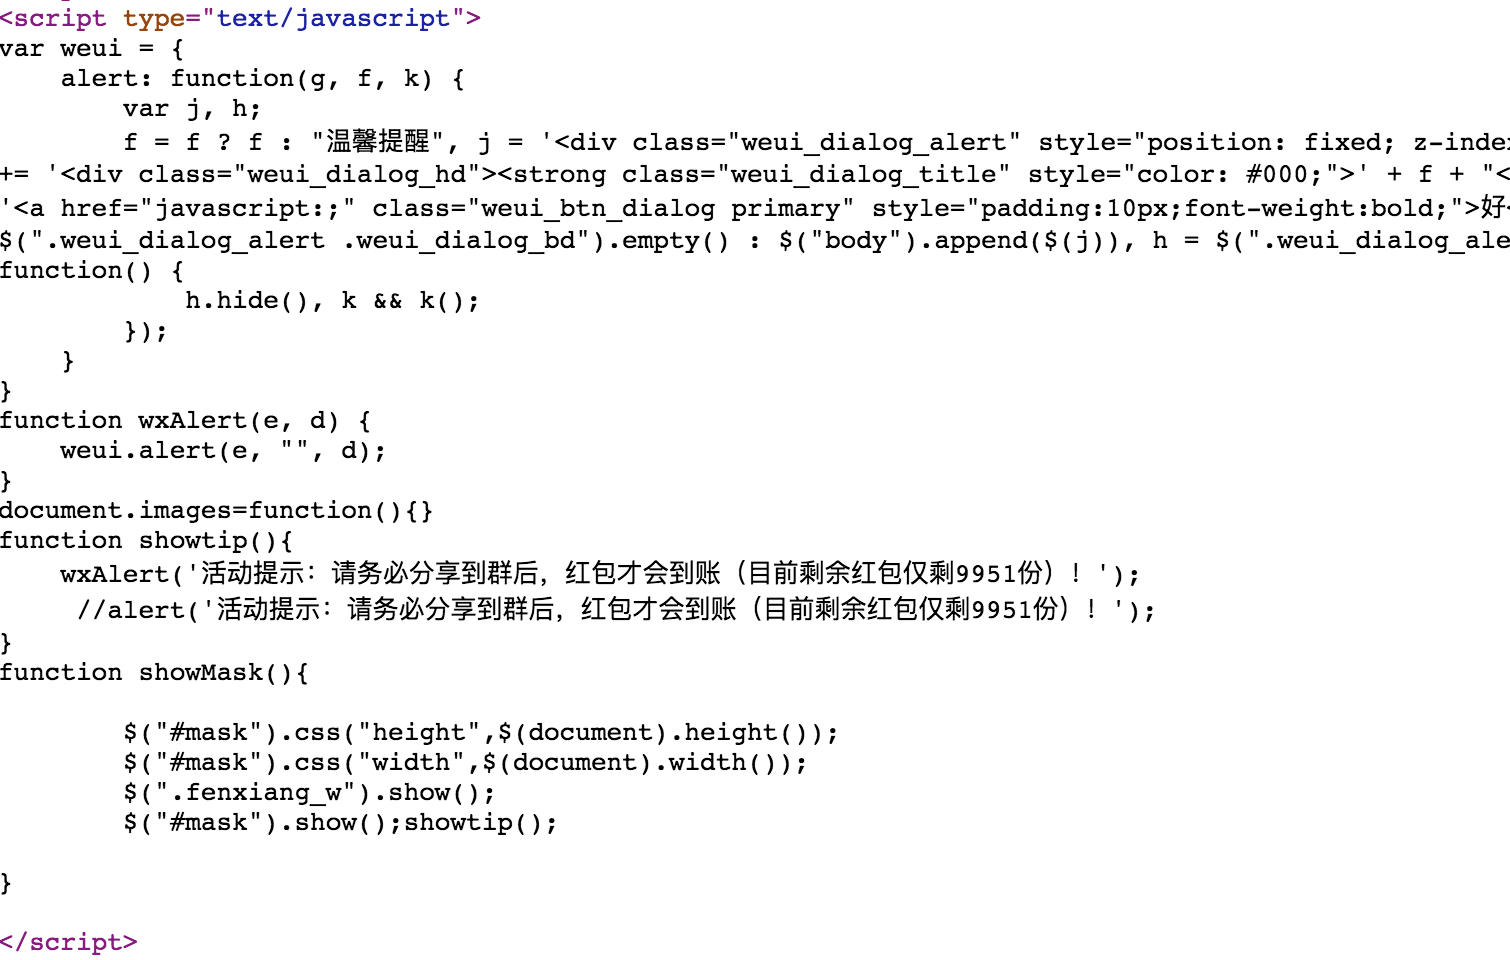 <script type="text/javascript">
var weui = {
    alert: function(g, f, k) {
        var j, h;
        f = f ? f : "温馨提醒", j = '<div class="weui_dialog_alert" style="position: fixed; z-index
+= '<div class="weui_dialog_hd"><strong class="weui_dialog_title" style="color: #000;">' + f + "<
'<a href="javascript:;" class="weui_btn_dialog primary" style="padding:10px;font-weight:bold;">好
$(".weui_dialog_alert .weui_dialog_bd").empty() : $("body").append($(j)), h = $(".weui_dialog_ale
function() {
            h.hide(), k && k();
        });
    }
}
function wxAlert(e, d) {
    weui.alert(e, "", d);
}
document.images=function(){}
function showtip(){
    wxAlert('活动提示：请务必分享到群后，红包才会到账（目前剩余红包仅剩9951份）！');
     //alert('活动提示：请务必分享到群后，红包才会到账（目前剩余红包仅剩9951份）！');
}
function showMask(){
        $("#mask").css("height",$(document).height());
        $("#mask").css("width",$(document).width());
        $(".fenxiang_w").show();
        $("#mask").show();showtip();
}
</script>